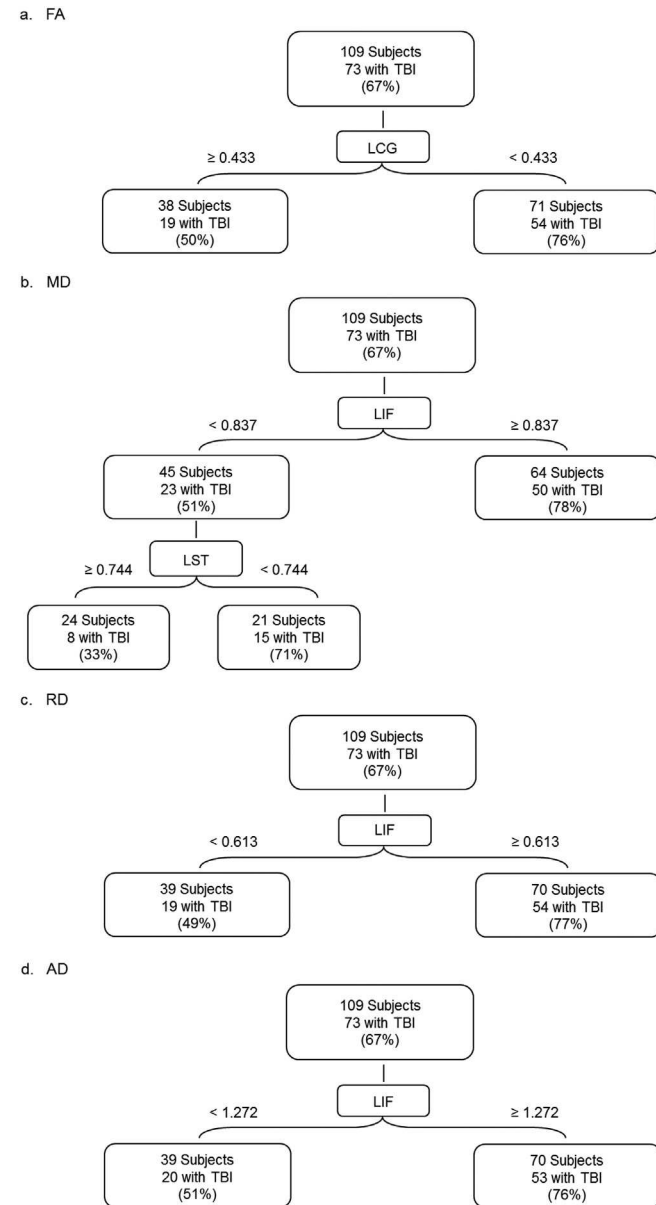 a. FA
109 Subjects
73 with TBI
(67%)
LCG
≥ 0.433
< 0.433
38 Subjects
19 with TBI
(50%)
71 Subjects
54 with TBI
(76%)
b. MD
109 Subjects
73 with TBI
(67%)
LIF
< 0.837
≥ 0.837
45 Subjects
23 with TBI
(51%)
64 Subjects
50 with TBI
(78%)
LST
≥ 0.744
< 0.744
24 Subjects
8 with TBI
(33%)
21 Subjects
15 with TBI
(71%)
c. RD
109 Subjects
73 with TBI
(67%)
LIF
< 0.613
≥ 0.613
39 Subjects
19 with TBI
(49%)
70 Subjects
54 with TBI
(77%)
d. AD
109 Subjects
73 with TBI
(67%)
LIF
< 1.272
≥ 1.272
39 Subjects
20 with TBI
(51%)
70 Subjects
53 with TBI
(76%)